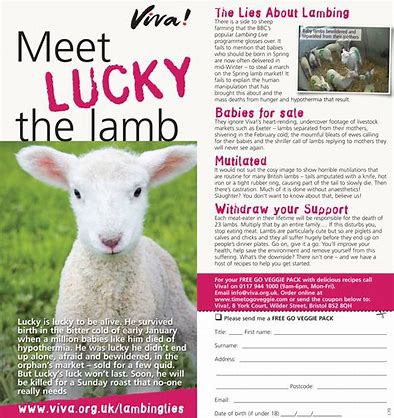 Viva!
Meet
LUCKY
the lamb
Lucky is lucky to be alive. He survived
birth in the bitter cold of early January
when a million babies like him died of
hypothermia. He was lucky he didn't end
up alone, afraid and bewildered, in the
orphan's market – sold for a few quid.
But Lucky's luck won't last. Soon, he will
be killed for a Sunday roast that no-one
really needs
www.viva.org.uk/lambinglies
The Lies About Lambing
There is a side to sheep
farming that the BBC's
popular Lambing Live
programme glosses over. It
fails to mention that babies
who should be born in Spring
are now often delivered in
mid-Winter – to steal a march
on the Spring lamb market! It
fails to explain the human
manipulation that has
brought this about and the
mass deaths from hunger and hypothermia that result.
Baby lambs bewildered and
separated from their mothers
Babies for sale
They ignore Viva!'s heart-rending, undercover footage of livestock
markets such as Exeter – lambs separated from their mothers,
shivering in the February cold, the mournful bleats of ewes calling
for their babies and the shriller call of lambs replying to mothers they
will never see again.
Mutilated
It would not suit the cosy image to show horrible mutilations that
are routine for many British lambs – tails amputated with a knife, hot
iron or a tight rubber ring, causing part of the tail to slowly die. Then
there's castration. Much of it is done without anaesthetics!
Slaughter? You don't want to know about that, believe us!
Withdraw your Support
Each meat-eater in their lifetime will be responsible for the death of
23 lambs. Multiply that by an entire family ... If this disturbs you,
stop eating meat. Lambs are particularly cute but so are piglets and
calves and chicks and they all suffer hugely before they end up on
people's dinner plates. Go on, give it a go. You'll improve your
health, save the environment and remove yourself from this
suffering. What's the downside? There isn't one – and we have a
host of recipes to help you get started.
For your FREE GO VEGGIE PACK with delicious recipes call
Viva! on 0117 944 1000 (9am-6pm, Mon-Fri).
Email info@viva.org.uk. Order online at
www.timetogoveggie.com or send the coupon below to:
Viva!, 8 York Court, Wilder Street, Bristol BS2 8QH
Please send me a FREE GO VEGGIE PACK
Title: First name:
Surname:
Address:
Postcode:
Email:
Date of birth (if under 18)